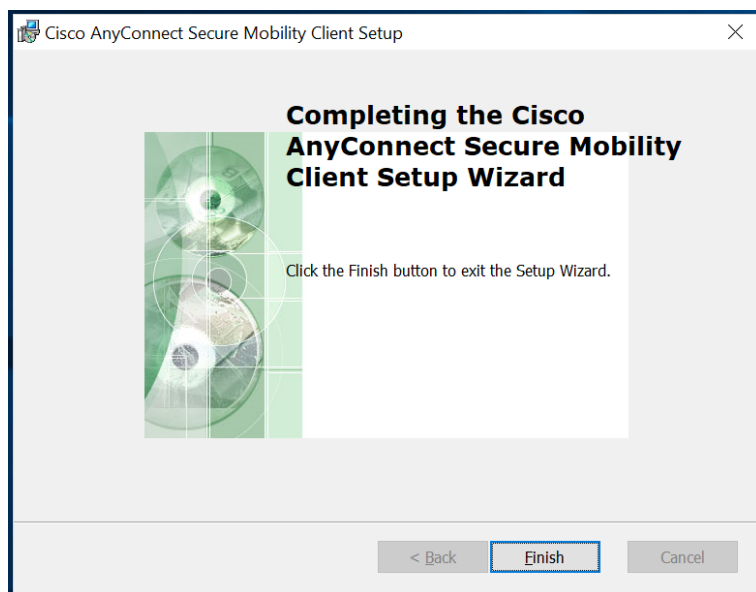 Cisco AnyConnect Secure Mobility Client Setup
Completing the Cisco
AnyConnect Secure Mobility
Client Setup Wizard
Click the Finish button to exit the Setup Wizard.
< Back
Finish
Cancel